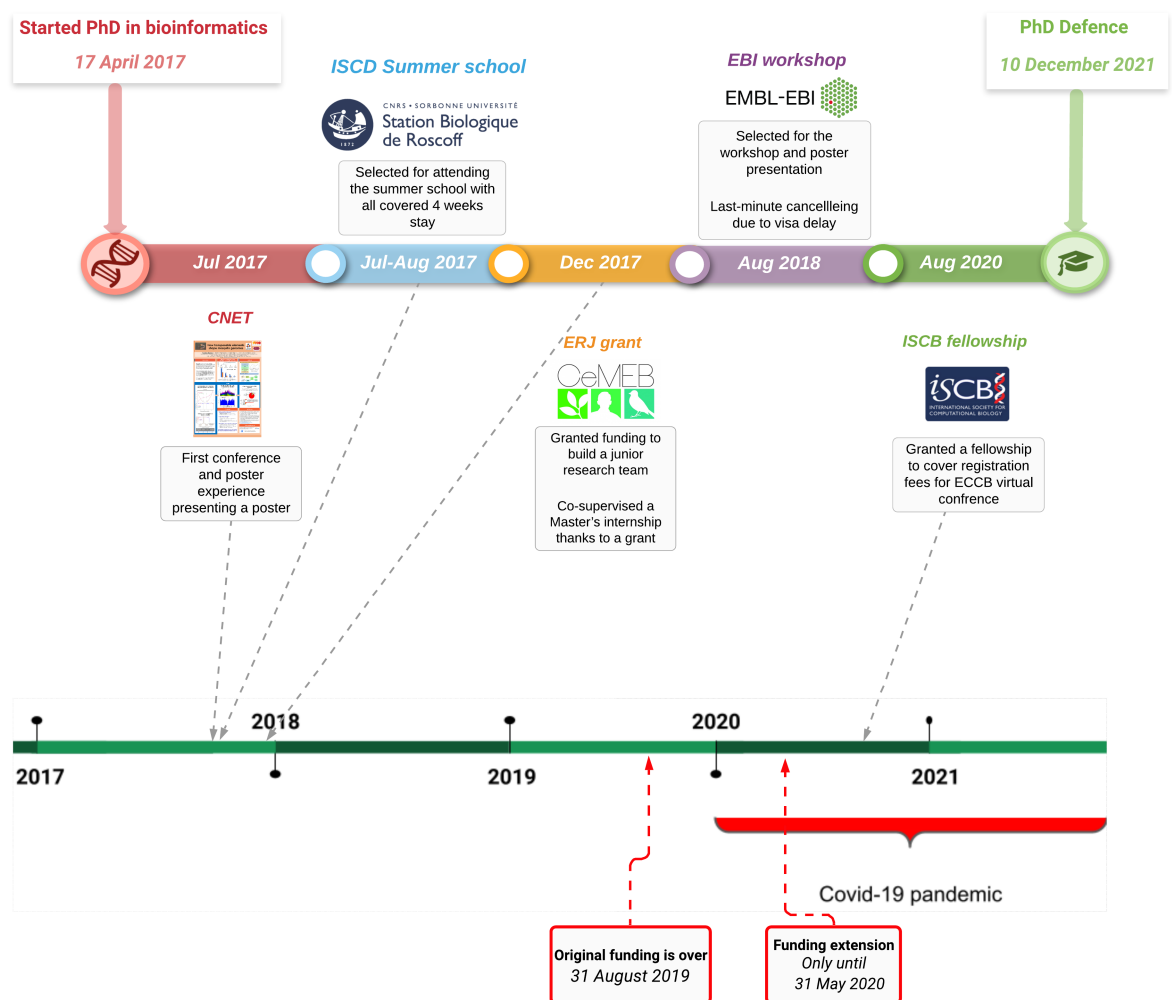 Started PhD in bioinformatics
17 April 2017
PhD Defence
10 December 2021
ISCD Summer school
CNRS • SORBONNE UNIVERSITÉ
Station Biologique
de Roscoff
1872
Selected for attending
the summer school with
all covered 4 weeks
stay
EBI workshop
EMBL-EBI
Selected for the
workshop and poster
presentation
Last-minute cancellleing
due to visa delay
Jul 2017
Jul-Aug 2017
Dec 2017
Aug 2018
Aug 2020
CNET
First conference
and poster
experience
presenting a poster
ERJ grant
CeMEB
Granted funding to
build a junior
research team
Co-supervised a
Master's internship
thanks to a grant
ISCB fellowship
iSCB
INTERNATIONAL SOCIETY FOR
COMPUTATIONAL BIOLOGY
Granted a fellowship
to cover registration
fees for ECCB virtual
confrence
2018
2020
2017
2019
2021
Covid-19 pandemic
Original funding is over
31 August 2019
Funding extension
Only until
31 May 2020